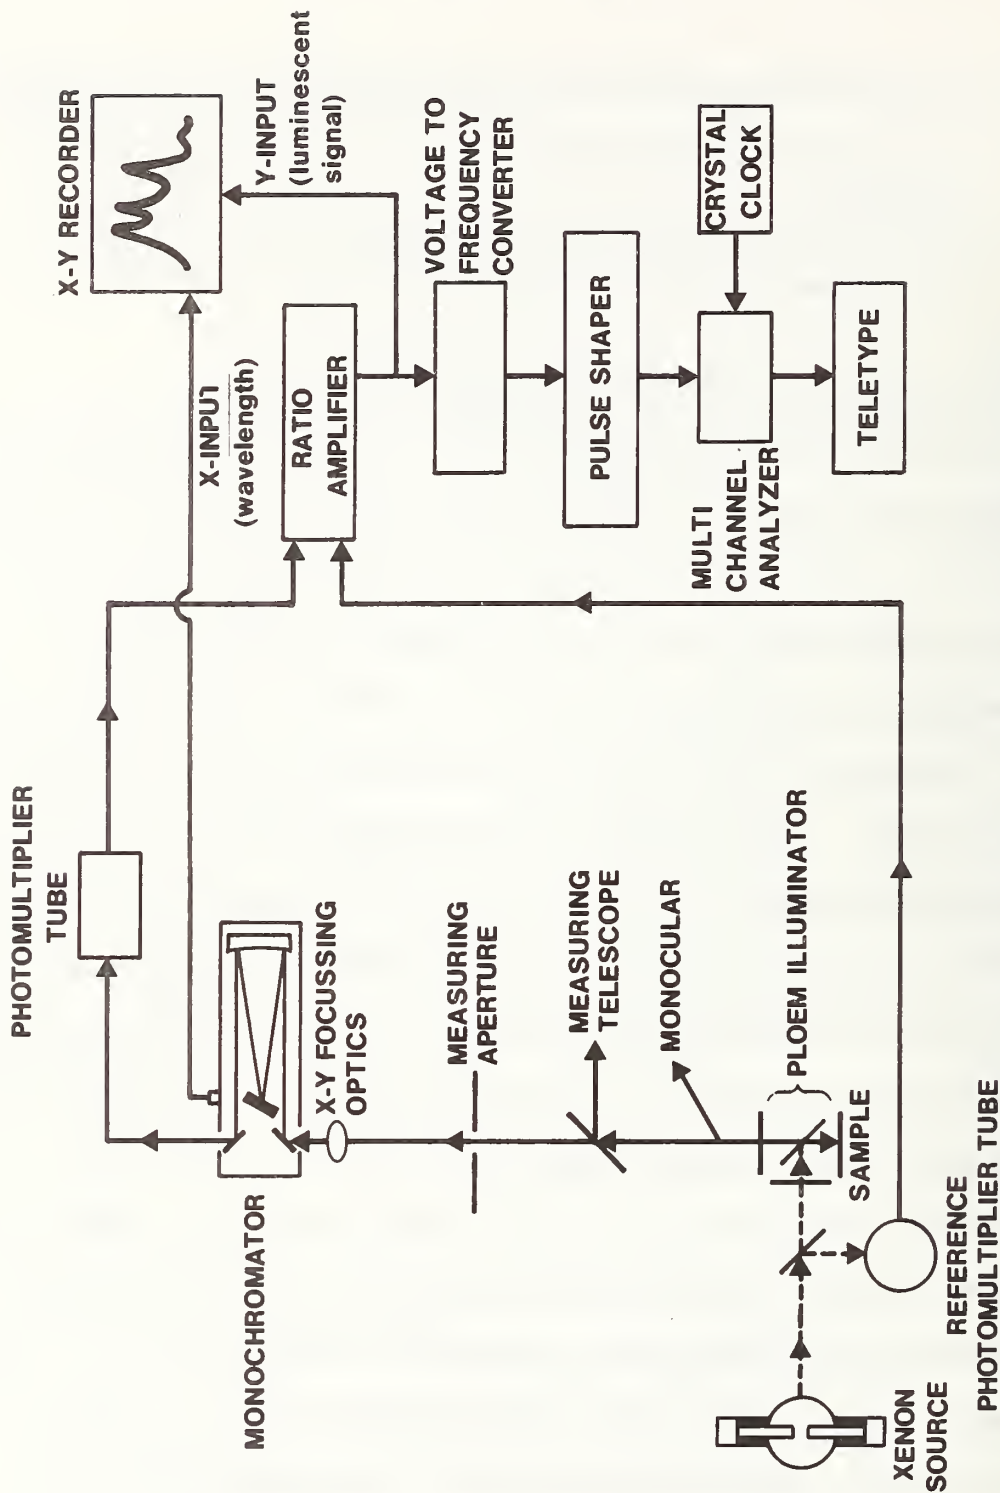 PHOTOMULTIPLIER
TUBE
X-Y RECORDER
X-INPUT
(wavelength)
Y-INPUT
(luminescent
signal)
MONOCHROMATOR
X-Y FOCUSSING
OPTICS
RATIO
AMPLIFIER
MEASURING
APERTURE
VOLTAGE TO
FREQUENCY
CONVERTER
MEASURING
TELESCOPE
PULSE SHAPER
MONOCULAR
MULTI
CHANNEL
ANALYZER
CRYSTAL
CLOCK
PLOEM ILLUMINATOR
SAMPLE
TELETYPE
XENON
SOURCE
REFERENCE
PHOTOMULTIPLIER TUBE